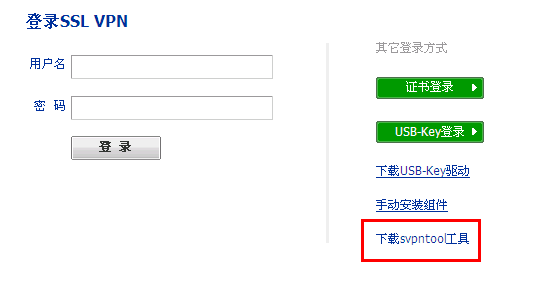 登录SSL VPN
用户名
密 码
登 录
其它登录方式
证书登录
USB-Key登录
下载USB-Key驱动
手动安装组件
下载svpntool工具